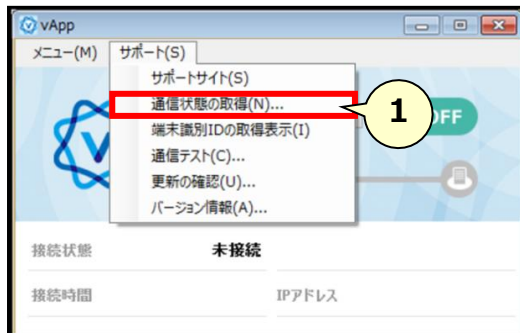 vApp
メニュー(M) サポート(S)
サポートサイト(S)
通信状態の取得(N)...
端末識別IDの取得表示(I)
通信テスト(C)...
更新の確認(U)...
バージョン情報(A)...
1
OFF
接続状態 未接続
接続時間 IPアドレス